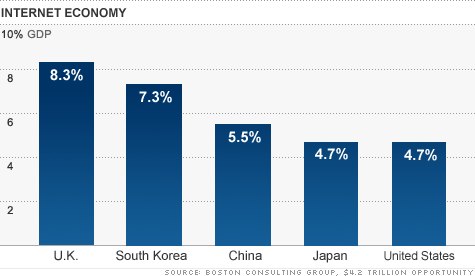 INTERNET ECONOMY
10% GDP
8
6
4
2
8.3%
7.3%
5.5%
4.7%
4.7%
U.K.
South Korea
China
Japan
United States
SOURCE: BOSTON CONSULTING GROUP, $4.2 TRILLION OPPORTUNITY